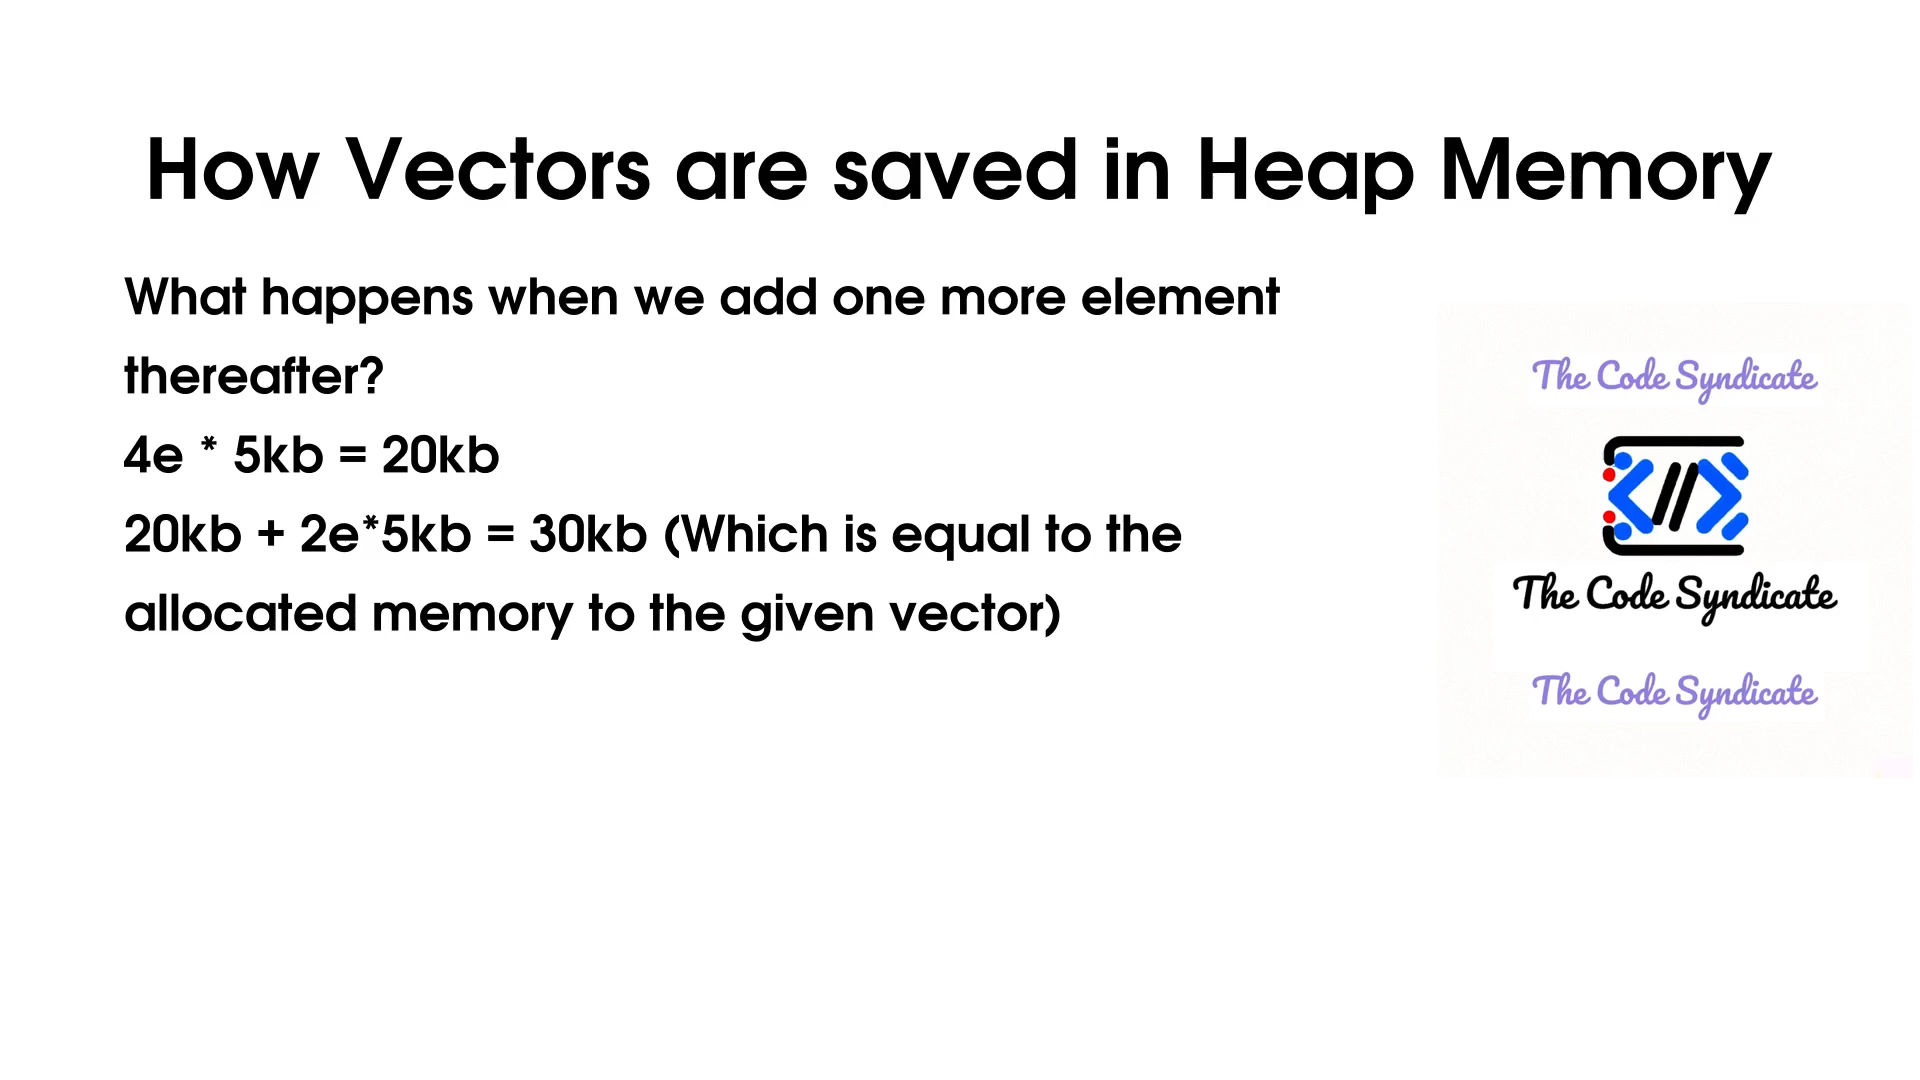 How Vectors are saved in Heap Memory
What happens when we add one more element
thereafter?
4e * 5kb = 20kb
20kb + 2e*5kb = 30kb (Which is equal to the
allocated memory to the given vector)
The Code Syndicate
<//>
The Code Syndicate
The Code Syndicate